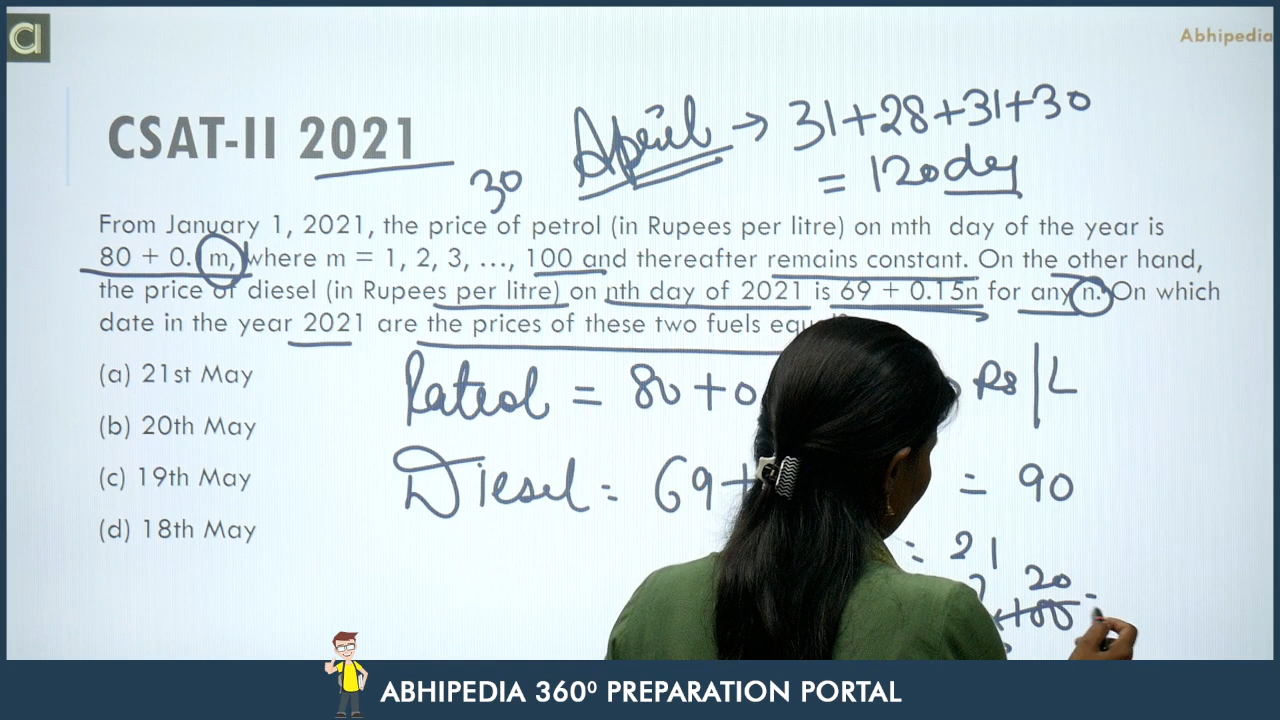 Abhipedia
CSAT-II 2021
April → 31+28+31+30
= 120 day
30
From January 1, 2021, the price of petrol (in Rupees per litre) on mth day of the year is
80 + 0.1m, where m = 1, 2, 3, ..., 100 and thereafter remains constant. On the other hand,
the price of diesel (in Rupees per litre) on nth day of 2021 is 69 + 0.15n for any n. On which
date in the year 2021 are the prices of these two fuels equ
(a) 21st May
(b) 20th May
(c) 19th May
(d) 18th May
Petrol = 80 + 0 Rs/L
Diesel = 69 + = 90
= 21
20
100 =
ABHIPEDIA 360⁰ PREPARATION PORTAL